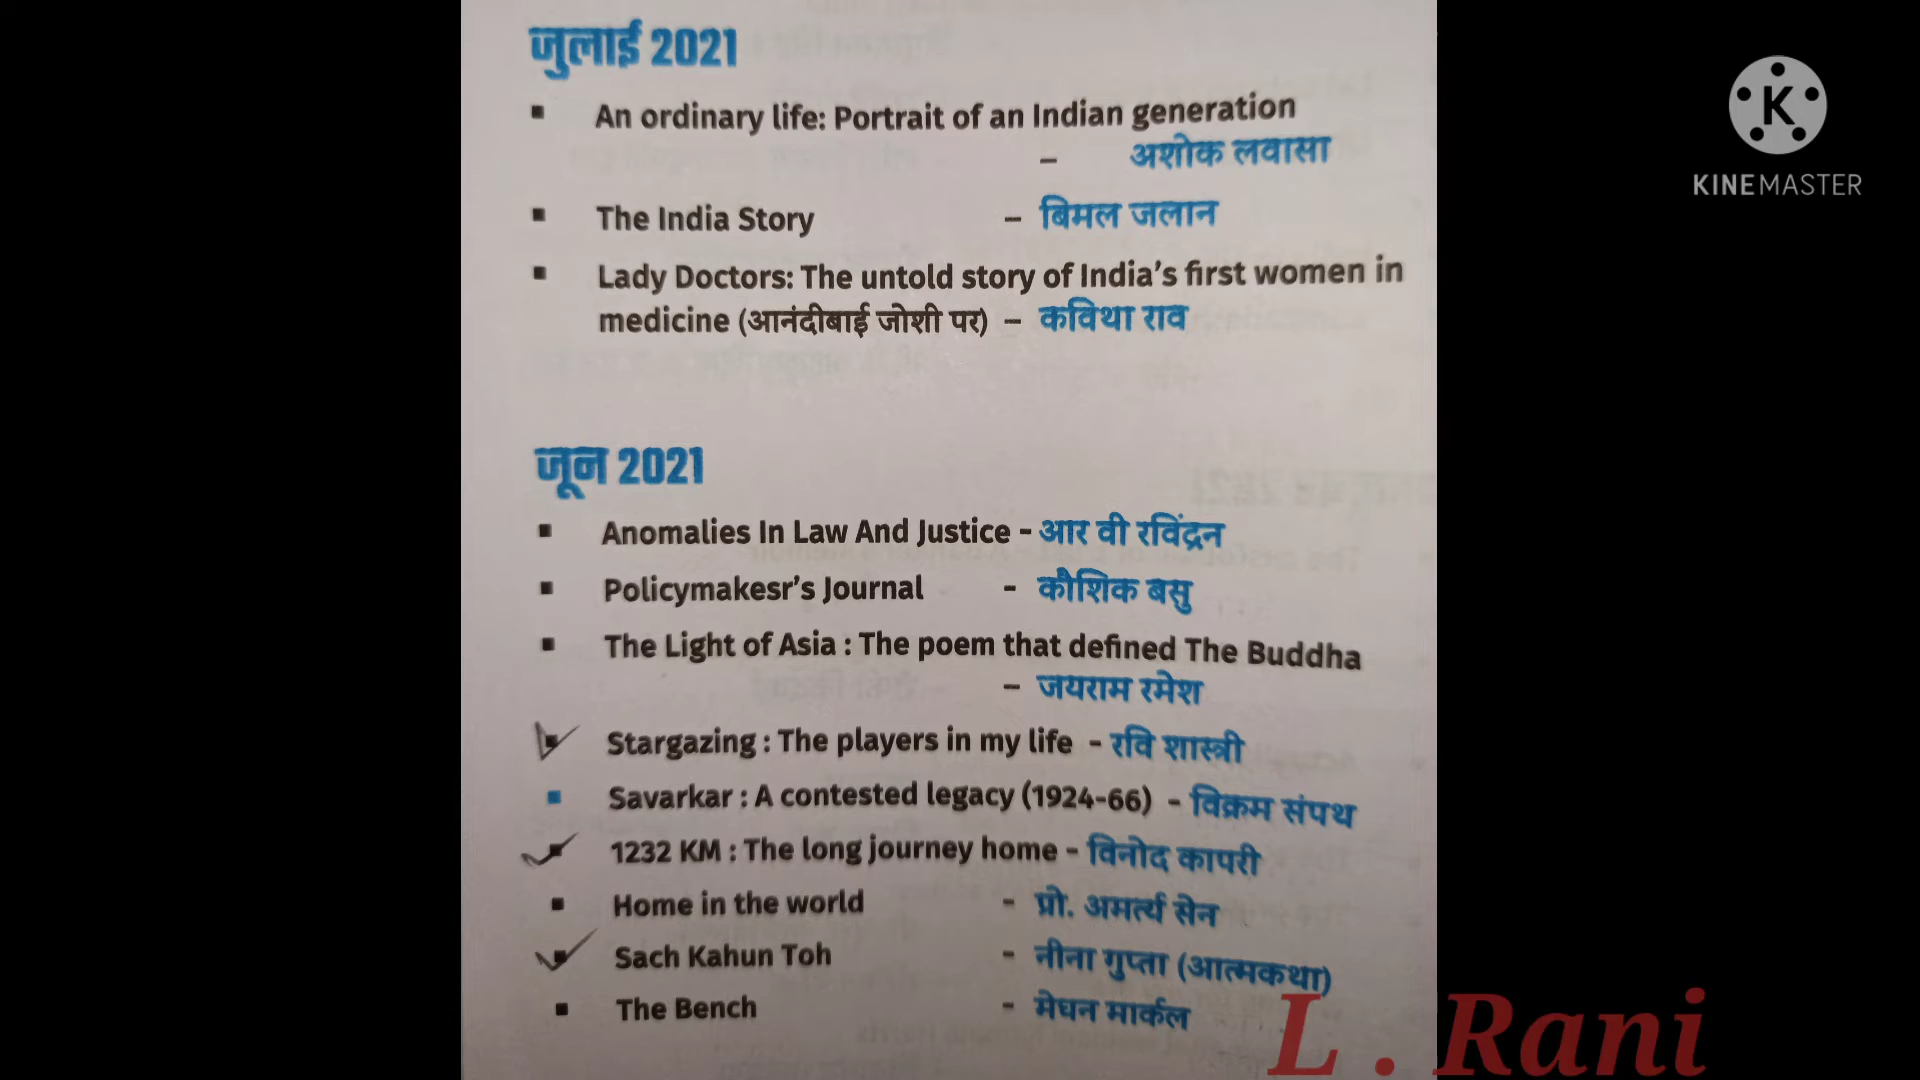 जुलाई 2021
An ordinary life: Portrait of an Indian generation
– अशोक लवासा
The India Story – बिमल जलान
Lady Doctors: The untold story of India’s first women in
medicine (आनंदीबाई जोशी पर) – कविथा राव
जून 2021
Anomalies In Law And Justice - आर वी रविंद्रन
Policymakesr’s Journal - कौशिक बसु
The Light of Asia : The poem that defined The Buddha
– जयराम रमेश
Stargazing : The players in my life - रवि शास्त्री
Savarkar : A contested legacy (1924-66) - विक्रम संपथ
1232 KM : The long journey home - विनोद कापरी
Home in the world - प्रो. अमर्त्य सेन
Sach Kahun Toh - नीना गुप्ता (आत्मकथा)
The Bench - मेघन मार्कल
K
KINEMASTER
L . Rani